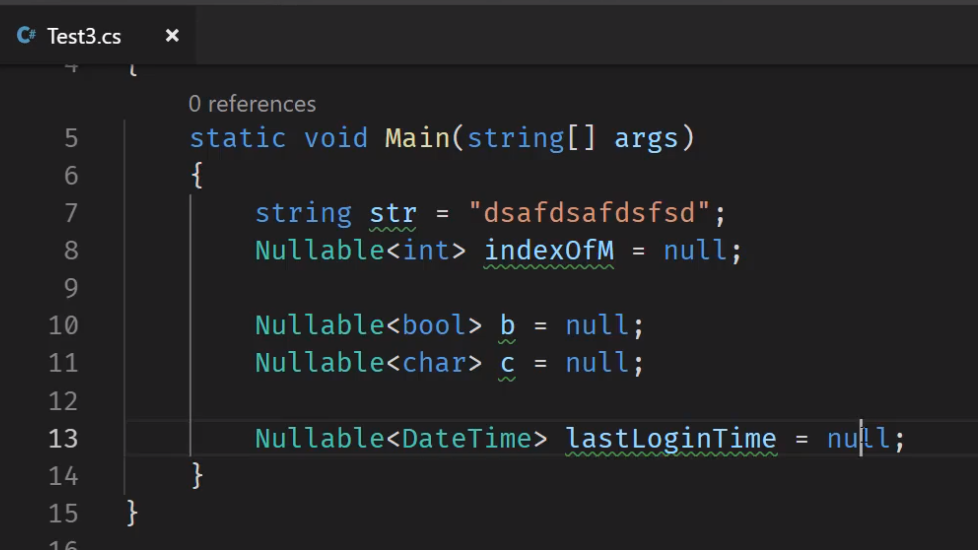 C# Test3.cs ×
4 {
0 references
5 static void Main(string[] args)
6 {
7 string str = "dsafdsafdsfsd";
8 Nullable<int> indexOfM = null;
9
10 Nullable<bool> b = null;
11 Nullable<char> c = null;
12
13 Nullable<DateTime> lastLoginTime = null;
14 }
15 }
16